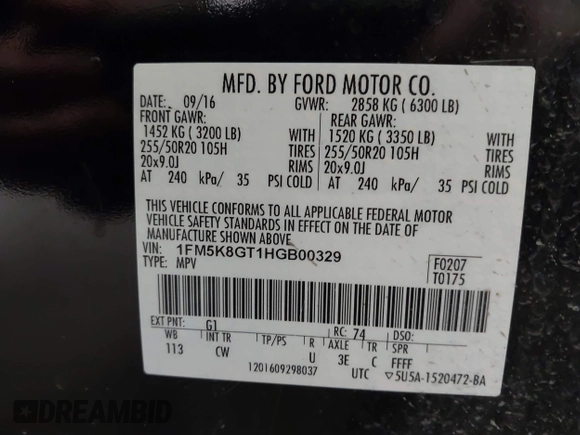 MFD. BY FORD MOTOR CO.
DATE: 09/16 GVWR: 2858 KG ( 6300 LB)
FRONT GAWR: REAR GAWR:
1452 KG ( 3200 LB) WITH 1520 KG ( 3350 LB) WITH
255/50R20 105H TIRES 255/50R20 105H TIRES
20x9.0J RIMS 20x9.0J RIMS
AT 240 kPa/ 35 PSI COLD AT 240 kPa/ 35 PSI COLD
THIS VEHICLE CONFORMS TO ALL APPLICABLE FEDERAL MOTOR
VEHICLE SAFETY STANDARDS IN EFFECT ON THE DATE OF
MANUFACTURE SHOWN ABOVE.
VIN: 1FM5K8GT1HGB00329
TYPE: MPV
F0207
T0175
EXT PNT: G1 RC: 74 DSO:
WB INT TR TP/PS R AXLE TR SPR
113 CW U 3E C FFFF
1201609298037 UTC ▽5U5A-1520472-BA
DREAMBID